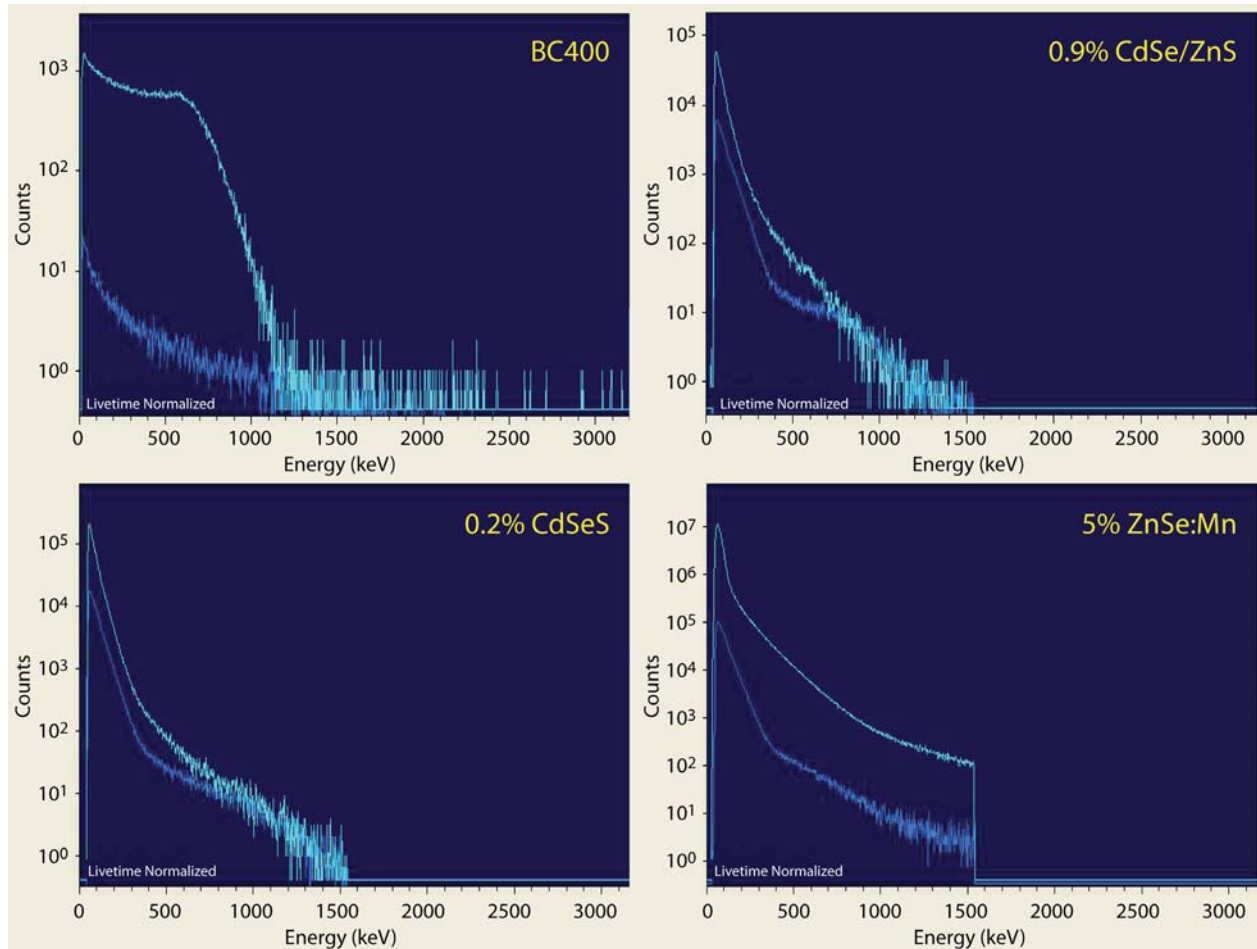 BC400
10³
10²
10¹
10⁰
Counts
Livetime Normalized
0 500 1000 1500 2000 2500 3000
Energy (keV)
0.9% CdSe/ZnS
10⁵
10⁴
10³
10²
10¹
10⁰
Counts
Livetime Normalized
0 500 1000 1500 2000 2500 3000
Energy (keV)
0.2% CdSeS
10⁵
10⁴
10³
10²
10¹
10⁰
Counts
Livetime Normalized
0 500 1000 1500 2000 2500 3000
Energy (keV)
5% ZnSe:Mn
10⁷
10⁶
10⁵
10⁴
10³
10²
10¹
10⁰
Counts
Livetime Normalized
0 500 1000 1500 2000 2500 3000
Energy (keV)